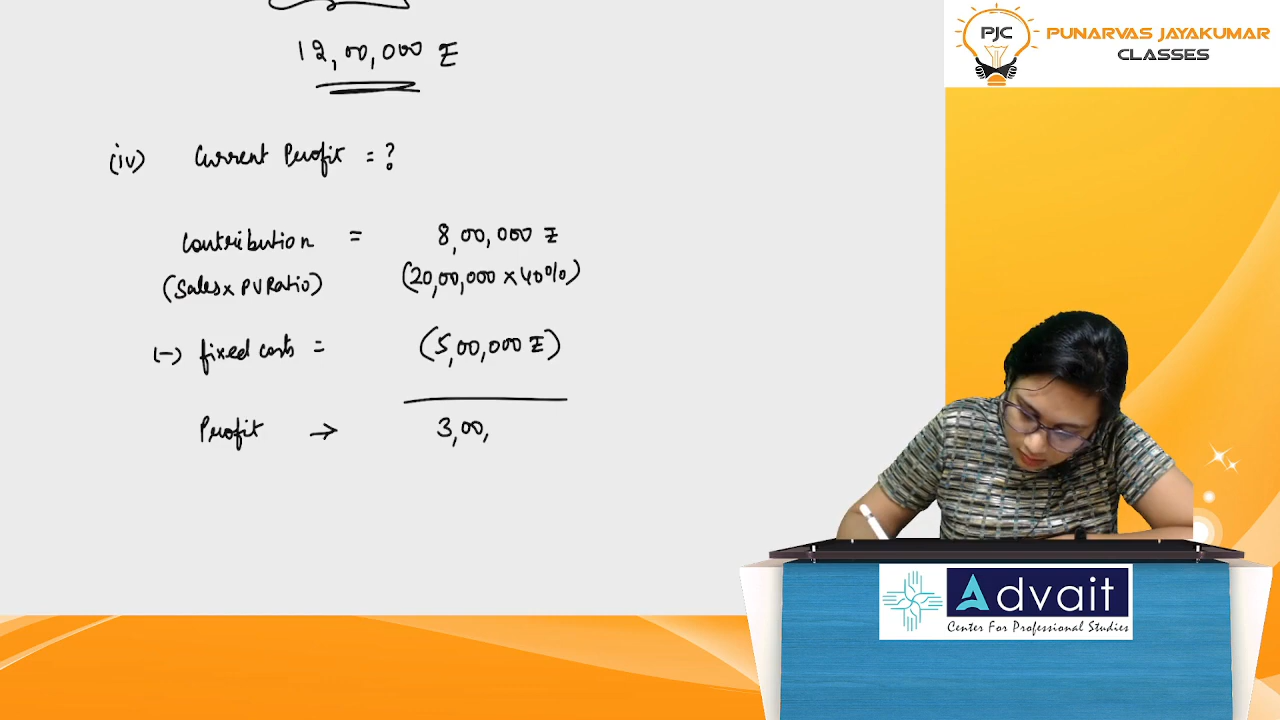 12,00,000 Z
(iv) Current Profit = ?
Contribution = 8,00,000 Z
(Sales x PV Ratio) (20,00,000 x 40%)
(-) fixed costs = (5,00,000 Z)
Profit → 3,00,
PJC PUNARVAS JAYAKUMAR
CLASSES
Advait
Center For Professional Studies